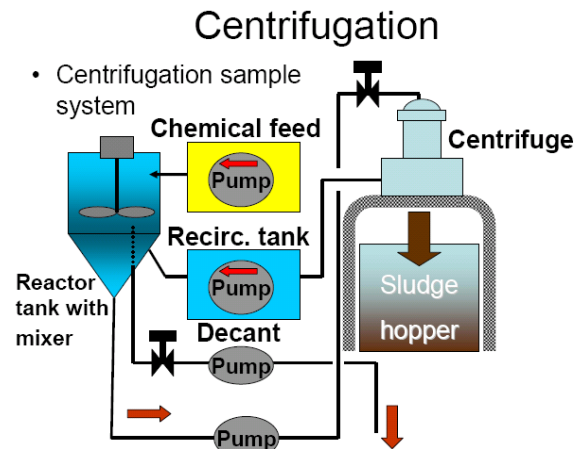 Centrifugation
• Centrifugation sample
system
Chemical feed
Pump
Centrifuge
Recirc. tank
Pump
Reactor
tank with
mixer
Sludge
hopper
Decant
Pump
Pump